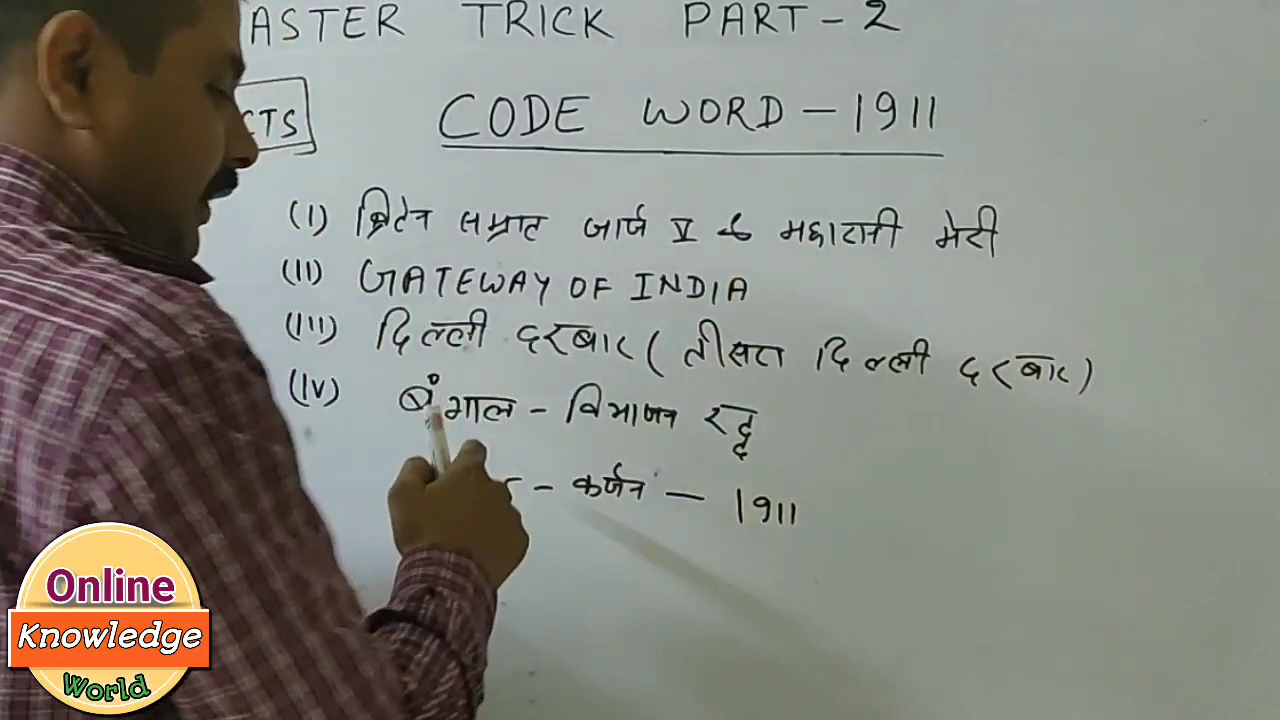 ASTER TRICK PART-2
CTS
CODE WORD - 1911
(I) ब्रिटेन सम्राट जार्ज V व महारानी मेरी
(II) GATEWAY OF INDIA
(III) दिल्ली दरबार (तीसरा दिल्ली दरबार)
(IV) बंगाल - विभाजन रद्द
- कर्जन - 1911
Online
Knowledge
World